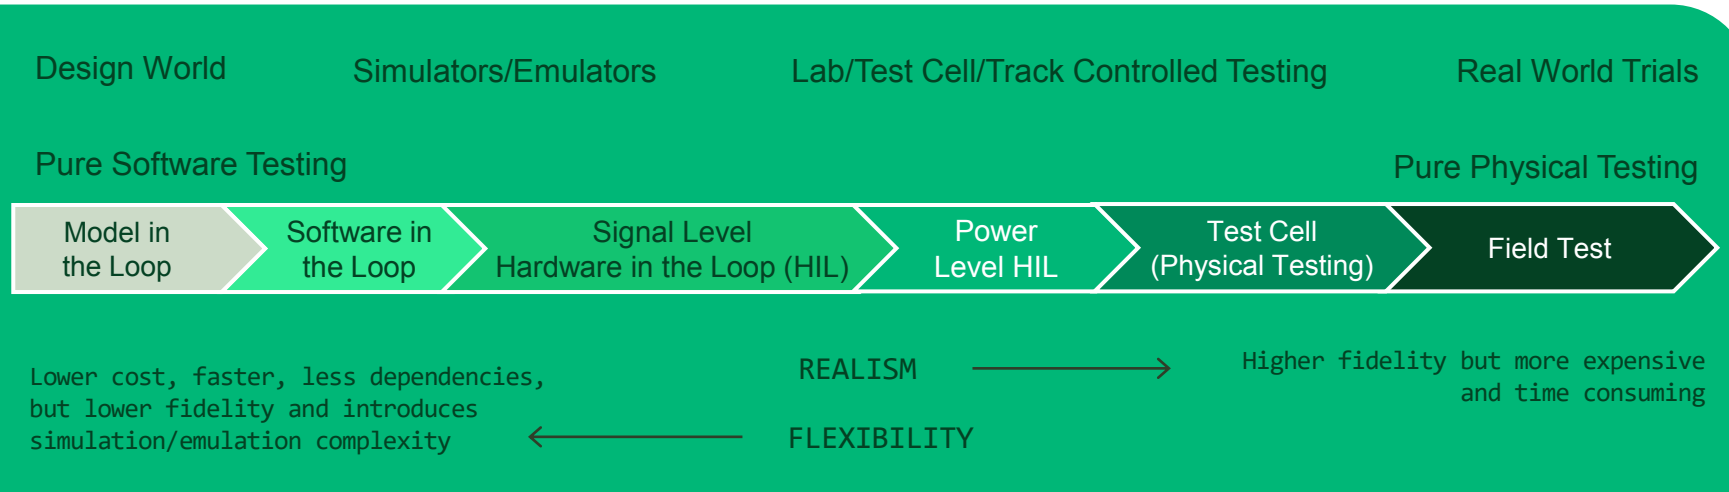 Design World
Simulators/Emulators
Lab/Test Cell/Track Controlled Testing
Real World Trials
Pure Software Testing
Pure Physical Testing
Model in
the Loop
Software in
the Loop
Signal Level
Hardware in the Loop (HIL)
Power
Level HIL
Test Cell
(Physical Testing)
Field Test
Lower cost, faster, less dependencies,
but lower fidelity and introduces
simulation/emulation complexity
REALISM
FLEXIBILITY
Higher fidelity but more expensive
and time consuming